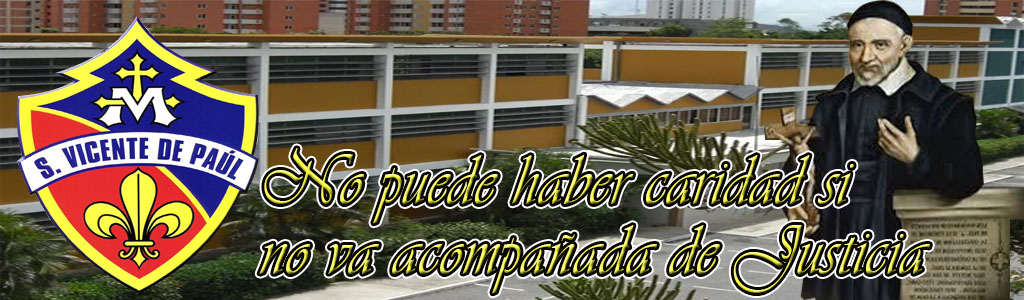 S. VICENTE DE PAÚL
No puede haber caridad si
no va acompañada de Justicia